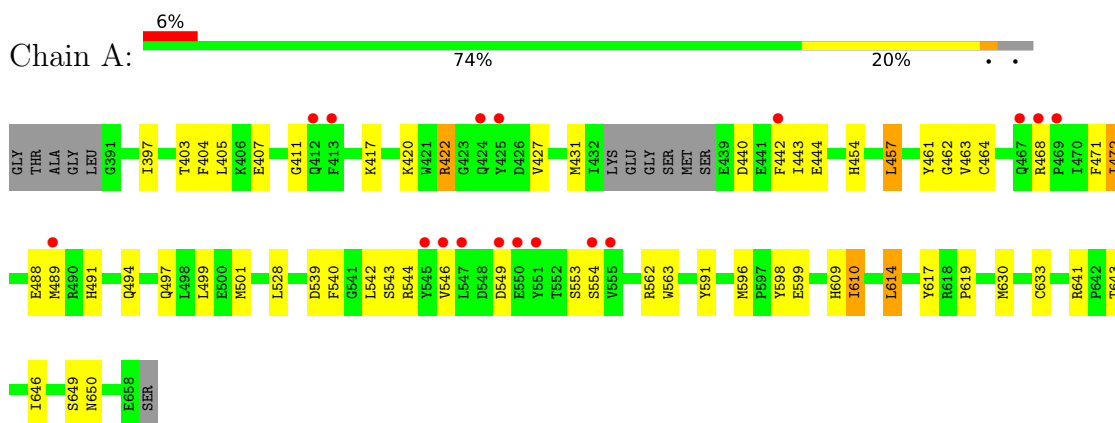 6%
Chain A:
74% 20% • •
GLY THR ALA GLY LEU G391 I397 T403 F404 L405 K406 E407 G411 Q412 F413 K417 K420 W421 R422 G423 Q424 Y425 D426 V427 M431 I432 LYS GLU GLY SER MET SER E439 D440 E441 F442 I443 E444 H454 L457 Y461 G462 V463 C464 Q467 R468 P469 I470 F471
E488 M489 R490 H491 Q494 Q497 L498 L499 E500 M501 L528 D539 F540 G541 L542 S543 R544 Y545 V546 L547 D548 D549 E550 Y551 T552 S553 S554 V555 R562 W563 Y591 M596 P597 Y598 E599 H609 I610 L614 Y617 R618 P619 M630 C633 R641 P642 T643
I646 S649 N650 E658 SER